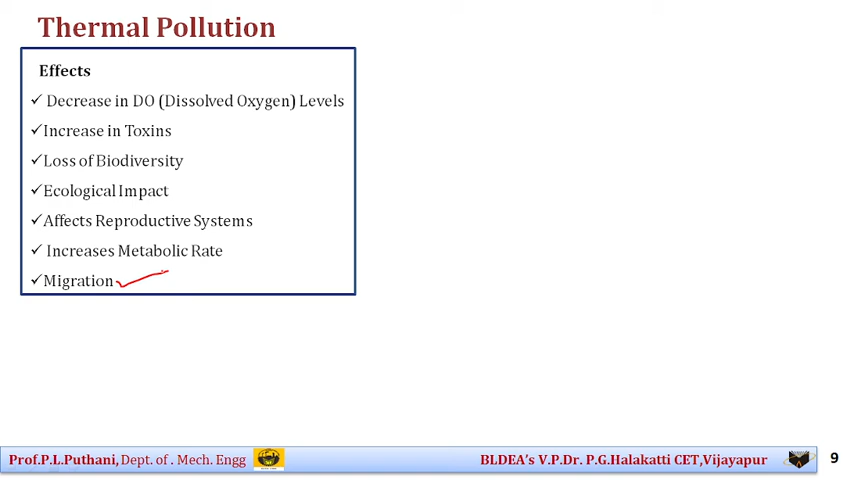 Thermal Pollution
Effects
✓ Decrease in DO (Dissolved Oxygen) Levels
✓Increase in Toxins
✓Loss of Biodiversity
✓Ecological Impact
✓Affects Reproductive Systems
✓ Increases Metabolic Rate
✓Migration
Prof.P.L.Puthani, Dept. of . Mech. Engg BLDEA's V.P.Dr. P.G.Halakatti CET,Vijayapur 9